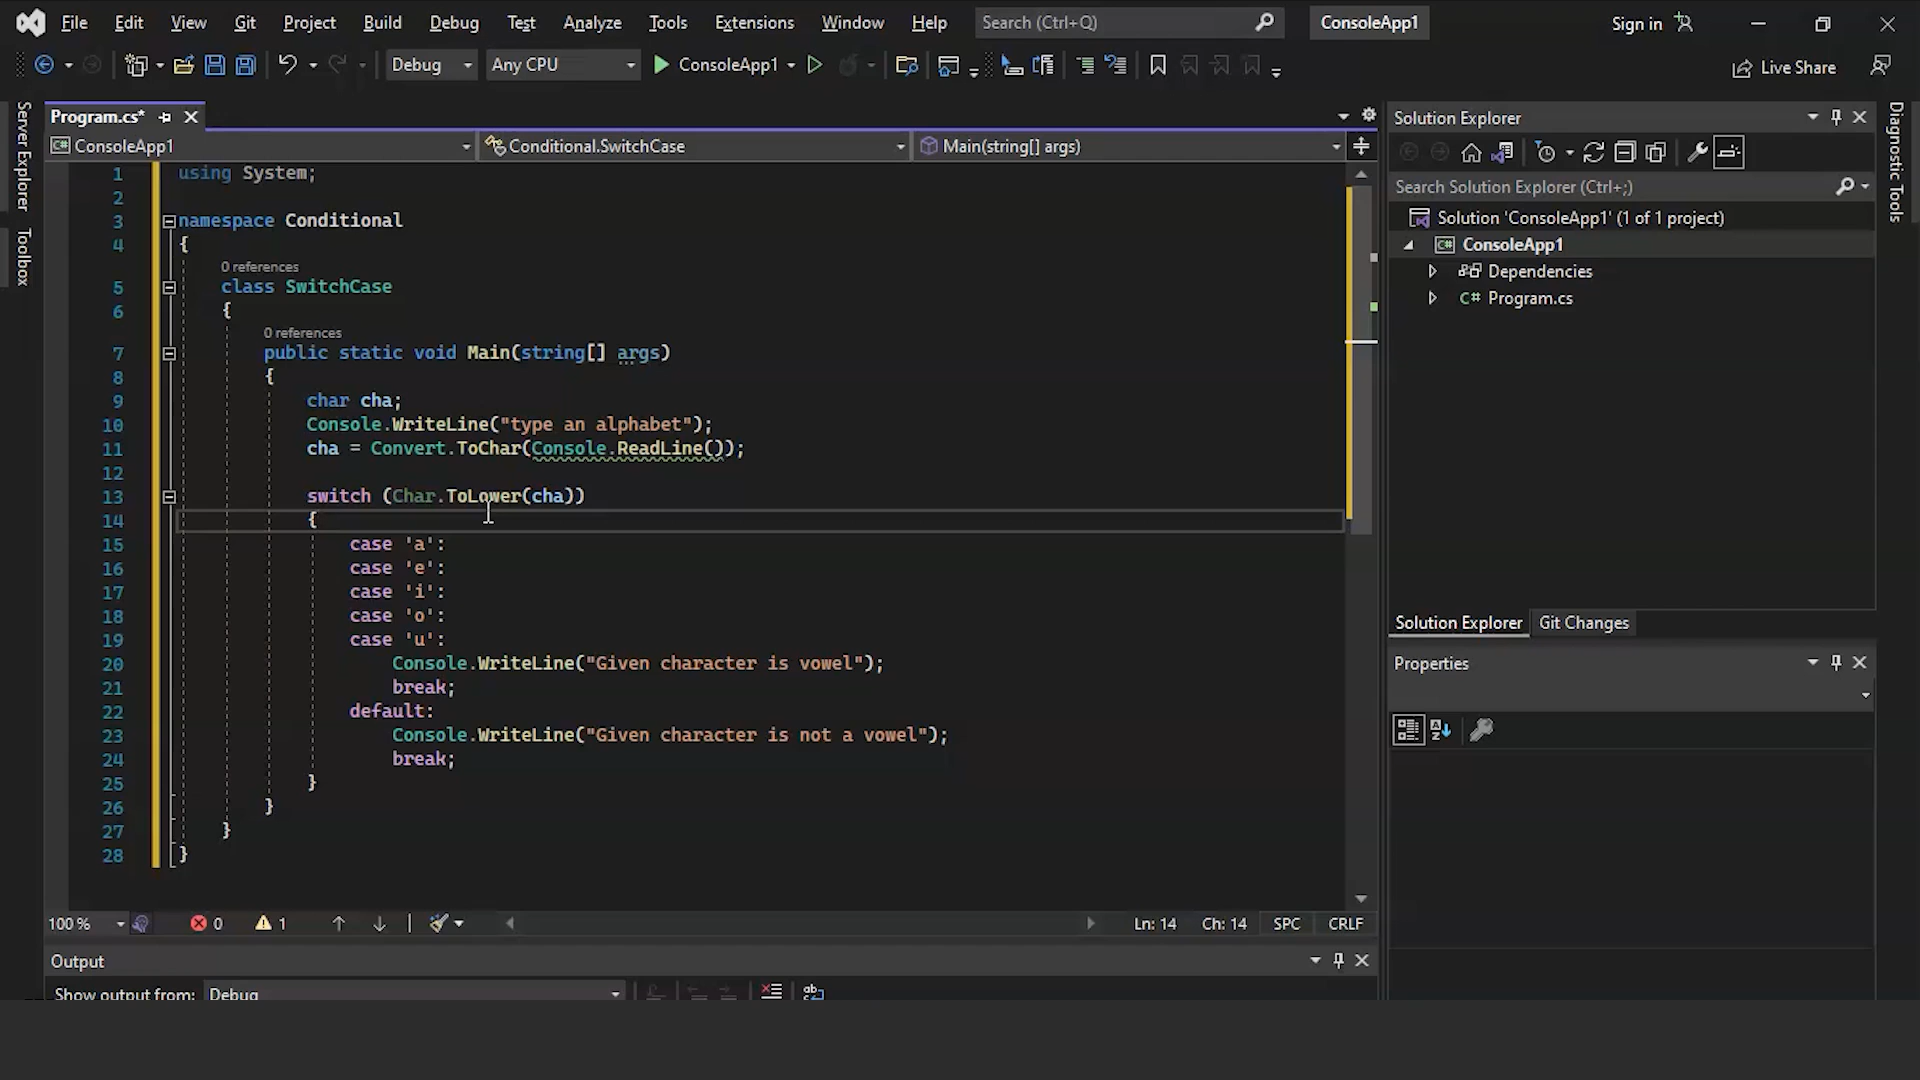 File Edit View Git Project Build Debug Test Analyze Tools Extensions Window Help Search (Ctrl+Q) ConsoleApp1 Sign in
Debug Any CPU ConsoleApp1 Live Share
Server Explorer
Toolbox
Program.cs*
ConsoleApp1 Conditional.SwitchCase Main(string[] args)
1 using System;
2
3 namespace Conditional
4 {
0 references
5 class SwitchCase
6 {
0 references
7 public static void Main(string[] args)
8 {
9 char cha;
10 Console.WriteLine("type an alphabet");
11 cha = Convert.ToChar(Console.ReadLine());
12
13 switch (Char.ToLower(cha))
14 {
15 case 'a':
16 case 'e':
17 case 'i':
18 case 'o':
19 case 'u':
20 Console.WriteLine("Given character is vowel");
21 break;
22 default:
23 Console.WriteLine("Given character is not a vowel");
24 break;
25 }
26 }
27 }
28 }
100 % 0 1 Ln: 14 Ch: 14 SPC CRLF
Output
Show output from: Debug
Solution Explorer
Search Solution Explorer (Ctrl+;)
Solution 'ConsoleApp1' (1 of 1 project)
C# ConsoleApp1
Dependencies
C# Program.cs
Solution Explorer Git Changes
Properties
Diagnostic Tools